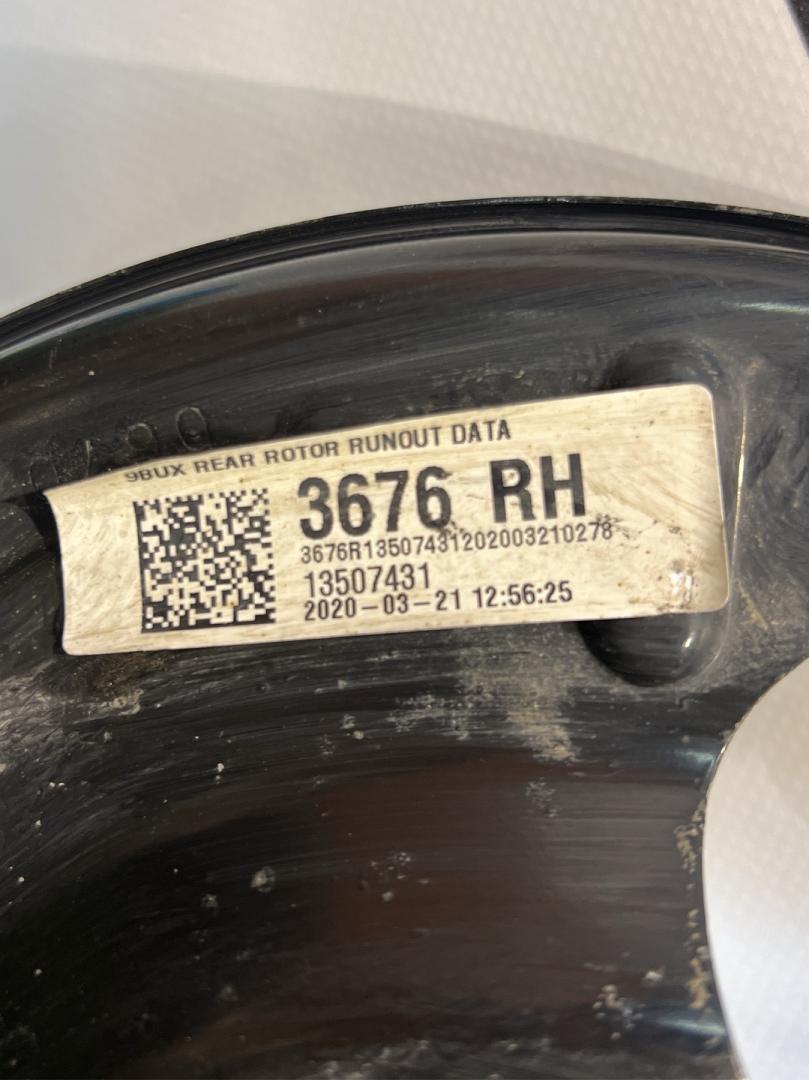 9BUX REAR ROTOR RUNOUT DATA
3676 RH
3676R13507431202003210278
13507431
2020-03-21 12:56:25